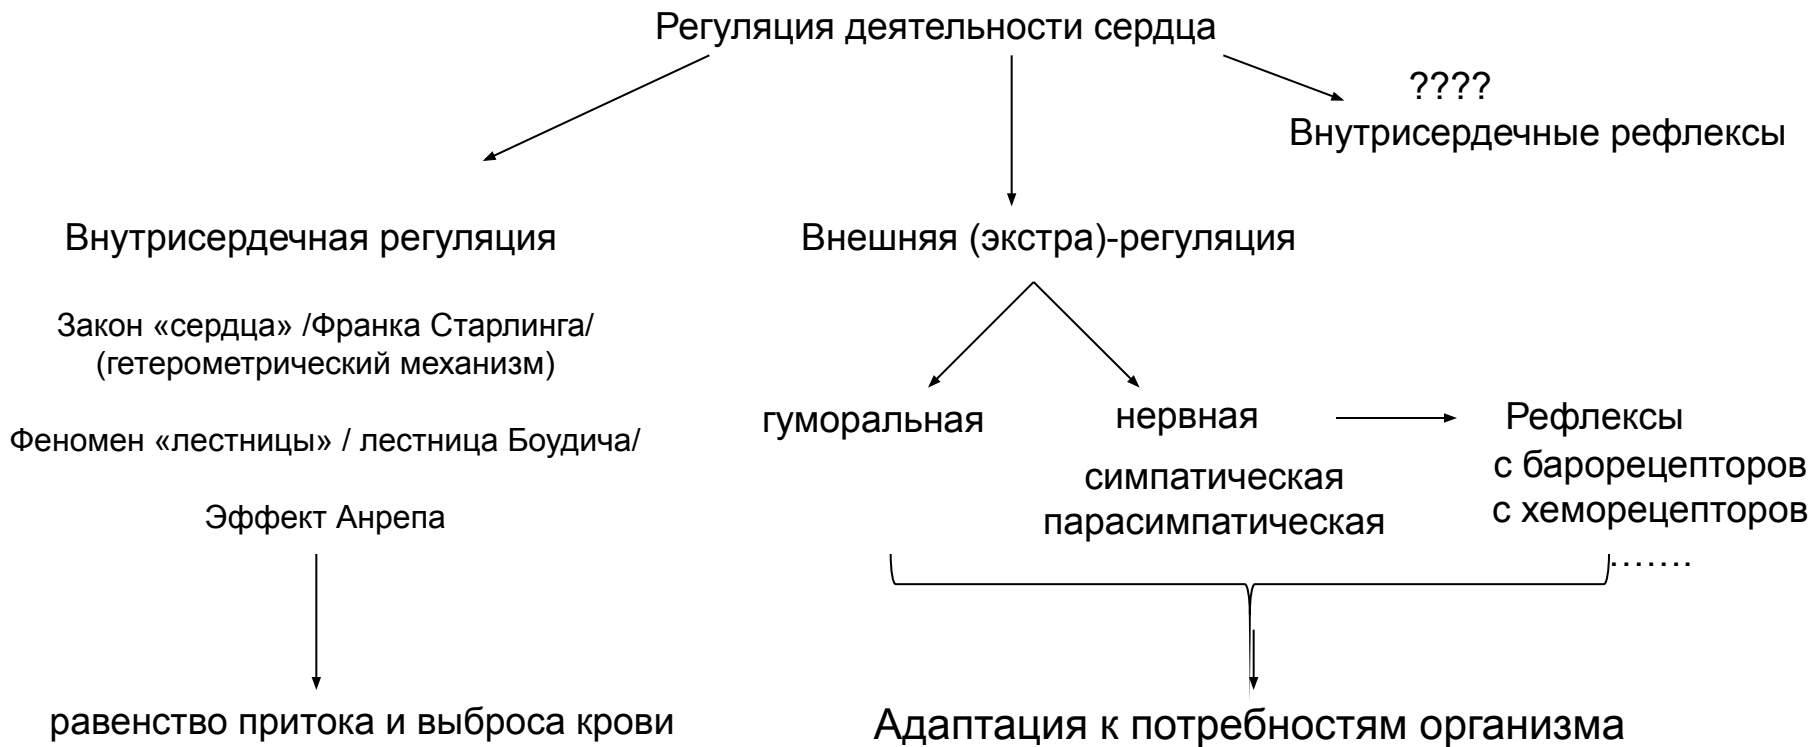 Регуляция деятельности сердца
????
Внутрисердечные рефлексы
Внутрисердечная регуляция
Внешняя (экстра)-регуляция
Закон «сердца» /Франка Старлинга/
(гетерометрический механизм)
Феномен «лестницы» / лестница Боудича/
Эффект Анрепа
гуморальная
нервная
симпатическая
парасимпатическая
Рефлексы
с барорецепторов
с хеморецепторов
.......
равенство притока и выброса крови
Адаптация к потребностям организма